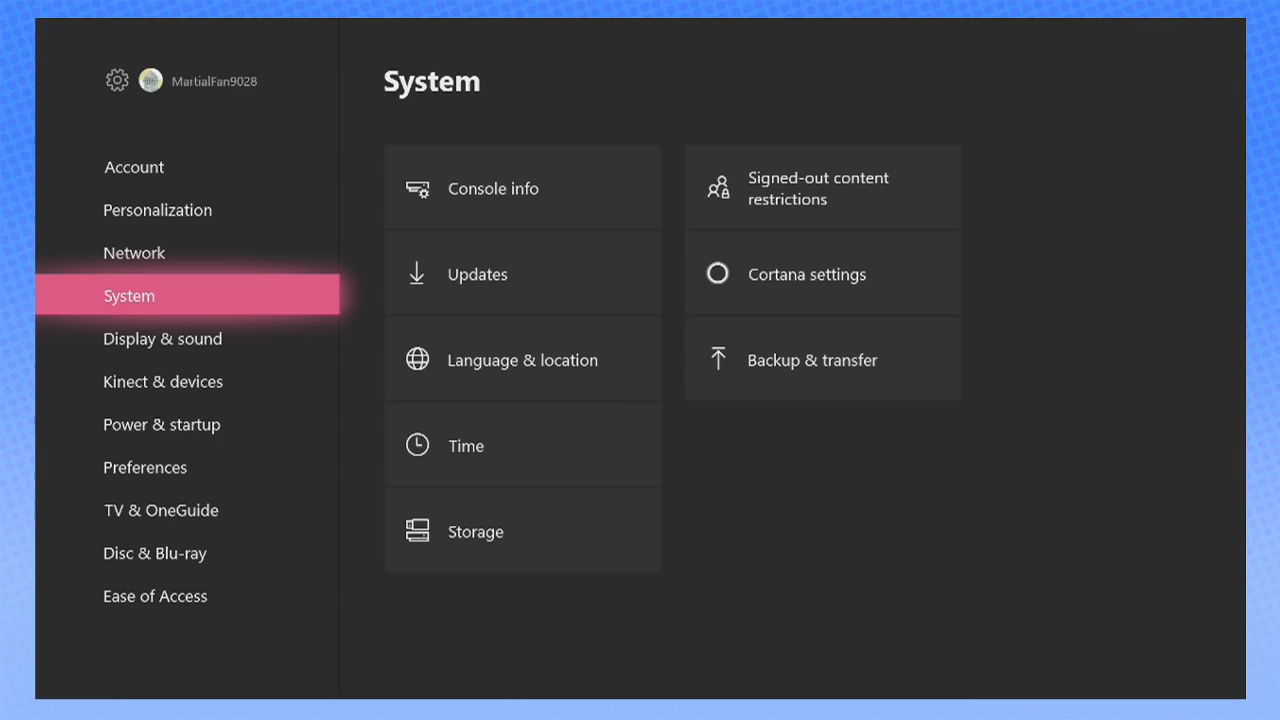 MartialFan9028
Account
Personalization
Network
System
Display & sound
Kinect & devices
Power & startup
Preferences
TV & OneGuide
Disc & Blu-ray
Ease of Access
System
Console info
Updates
Language & location
Time
Storage
Signed-out content
restrictions
Cortana settings
Backup & transfer